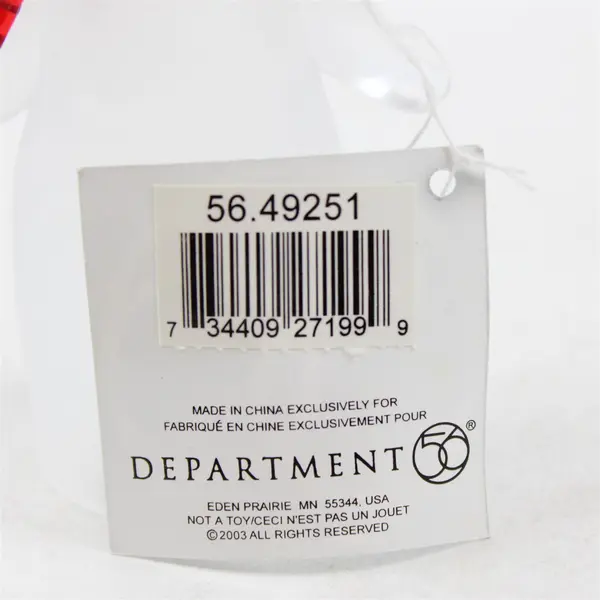 56.49251
7 34409 27199 9
MADE IN CHINA EXCLUSIVELY FOR
FABRIQUÉ EN CHINE EXCLUSIVEMENT POUR
DEPARTMENT 56®
EDEN PRAIRIE MN 55344, USA
NOT A TOY/CECI N'EST PAS UN JOUET
©2003 ALL RIGHTS RESERVED